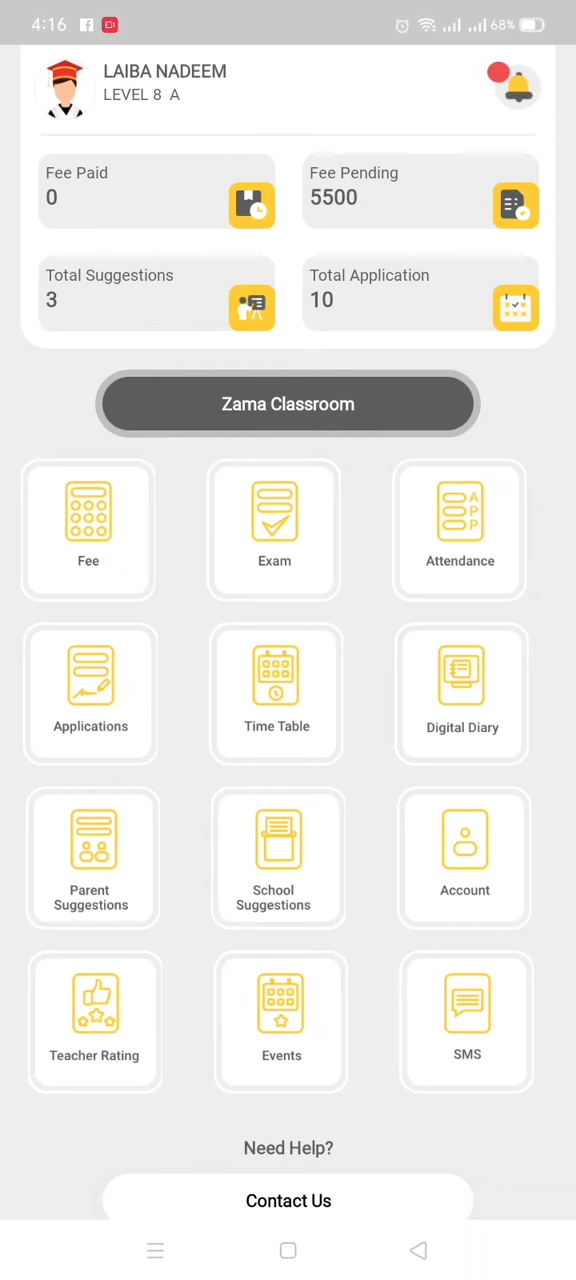 4:16
68%
LAIBA NADEEM
LEVEL 8 A
Fee Paid
0
Fee Pending
5500
Total Suggestions
3
Total Application
10
Zama Classroom
Fee
Exam
A
P
P
Attendance
Applications
Time Table
Digital Diary
Parent
Suggestions
School
Suggestions
Account
Teacher Rating
Events
SMS
Need Help?
Contact Us